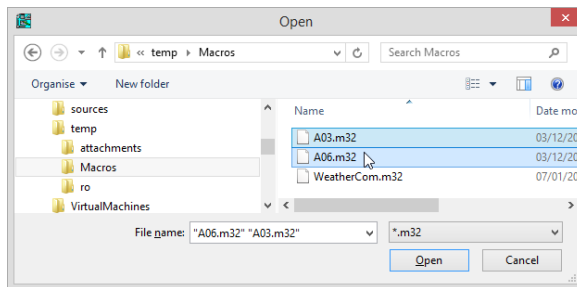 Open
« temp Macros
Search Macros
Organise
New folder
sources
temp
attachments
Macros
ro
VirtualMachines
Name
Date mo
A03.m32
03/12/20
A06.m32
03/12/20
WeatherCom.m32
07/01/20
File name: "A06.m32" "A03.m32"
*.m32
Open
Cancel